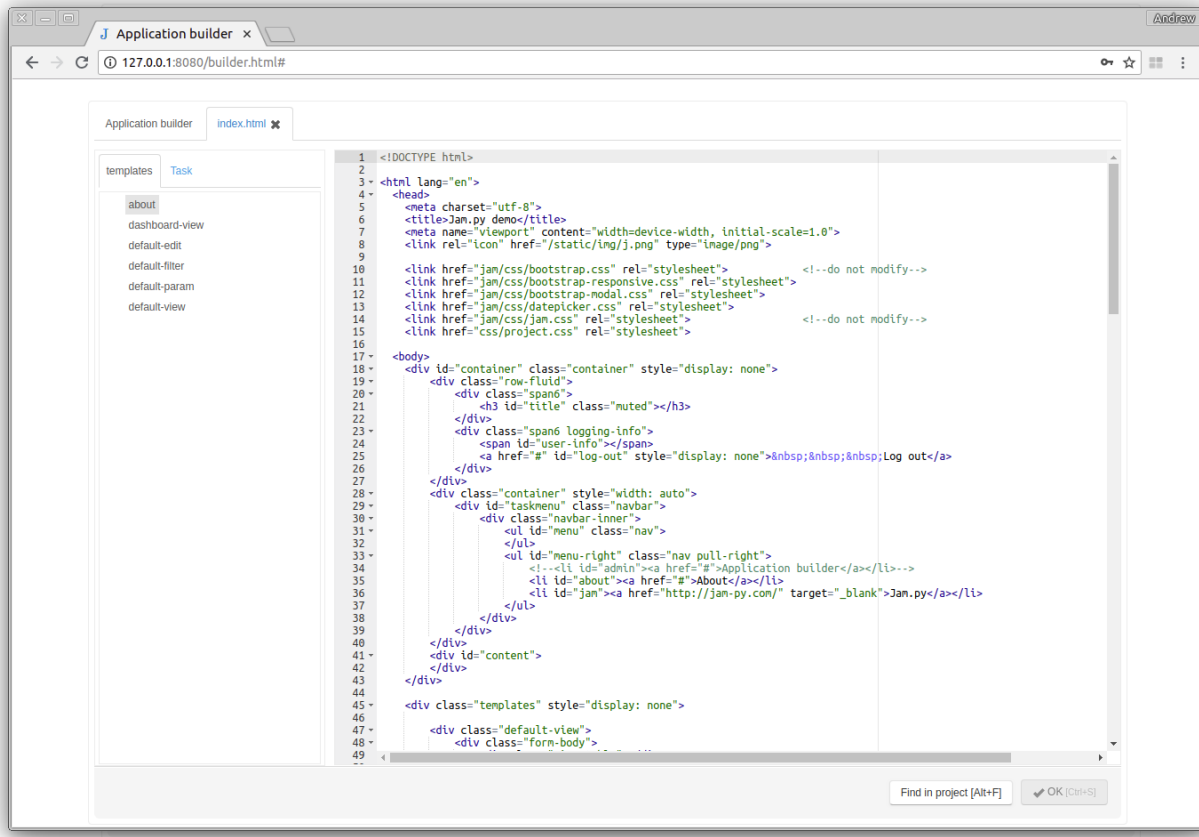 Andrew
J Application builder ×
127.0.0.1:8080/builder.html#
Application builder
index.html
templates
Task
about
dashboard-view
default-edit
default-filter
default-param
default-view
1 <!DOCTYPE html>
2
3 <html lang="en">
4 <head>
5 <meta charset="utf-8">
6 <title>Jam.py demo</title>
7 <meta name="viewport" content="width=device-width, initial-scale=1.0">
8 <link rel="icon" href="/static/img/j.png" type="image/png">
9
10 <link href="jam/css/bootstrap.css" rel="stylesheet"> <!--do not modify-->
11 <link href="jam/css/bootstrap-responsive.css" rel="stylesheet">
12 <link href="jam/css/bootstrap-modal.css" rel="stylesheet">
13 <link href="jam/css/datepicker.css" rel="stylesheet">
14 <link href="jam/css/jam.css" rel="stylesheet"> <!--do not modify-->
15 <link href="css/project.css" rel="stylesheet">
16
17 <body>
18 <div id="container" class="container" style="display: none">
19 <div class="row-fluid">
20 <div class="span6">
21 <h3 id="title" class="muted"></h3>
22 </div>
23 <div class="span6 logging-info">
24 <span id="user-info"></span>
25 <a href="#" id="log-out" style="display: none">&nbsp;&nbsp;&nbsp;Log out</a>
26 </div>
27 </div>
28 <div class="container" style="width: auto">
29 <div id="taskmenu" class="navbar">
30 <div class="navbar-inner">
31 <ul id="menu" class="nav">
32 </ul>
33 <ul id="menu-right" class="nav pull-right">
34 <!--<li id="admin"><a href="#">Application builder</a></li>-->
35 <li id="about"><a href="#">About</a></li>
36 <li id="jam"><a href="http://jam-py.com/" target="_blank">Jam.py</a></li>
37 </ul>
38 </div>
39 </div>
40 </div>
41 <div id="content">
42 </div>
43 </div>
44
45 <div class="templates" style="display: none">
46
47 <div class="default-view">
48 <div class="form-body">
49
Find in project [Alt+F]
OK [Ctrl+S]